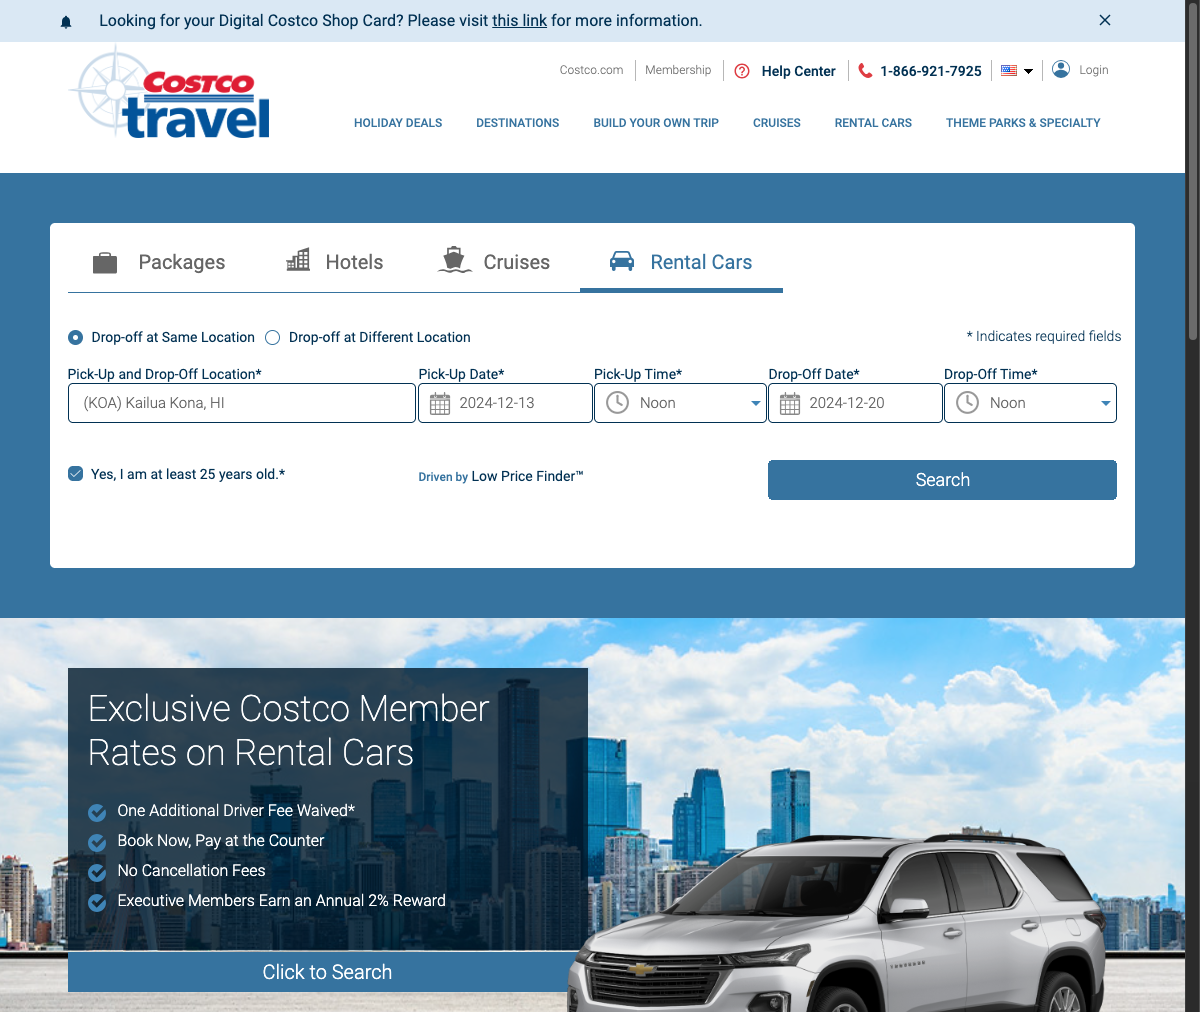 Looking for your Digital Costco Shop Card? Please visit this link for more information.
Costco.com
Membership
Help Center
1-866-921-7925
Login
COSTCO
travel
HOLIDAY DEALS
DESTINATIONS
BUILD YOUR OWN TRIP
CRUISES
RENTAL CARS
THEME PARKS & SPECIALTY
Packages
Hotels
Cruises
Rental Cars
Drop-off at Same Location
Drop-off at Different Location
* Indicates required fields
Pick-Up and Drop-Off Location*
Pick-Up Date*
Pick-Up Time*
Drop-Off Date*
Drop-Off Time*
(KOA) Kailua Kona, HI
2024-12-13
Noon
2024-12-20
Noon
Yes, I am at least 25 years old.*
Driven by Low Price Finder™
Search
Exclusive Costco Member
Rates on Rental Cars
One Additional Driver Fee Waived*
Book Now, Pay at the Counter
No Cancellation Fees
Executive Members Earn an Annual 2% Reward
Click to Search